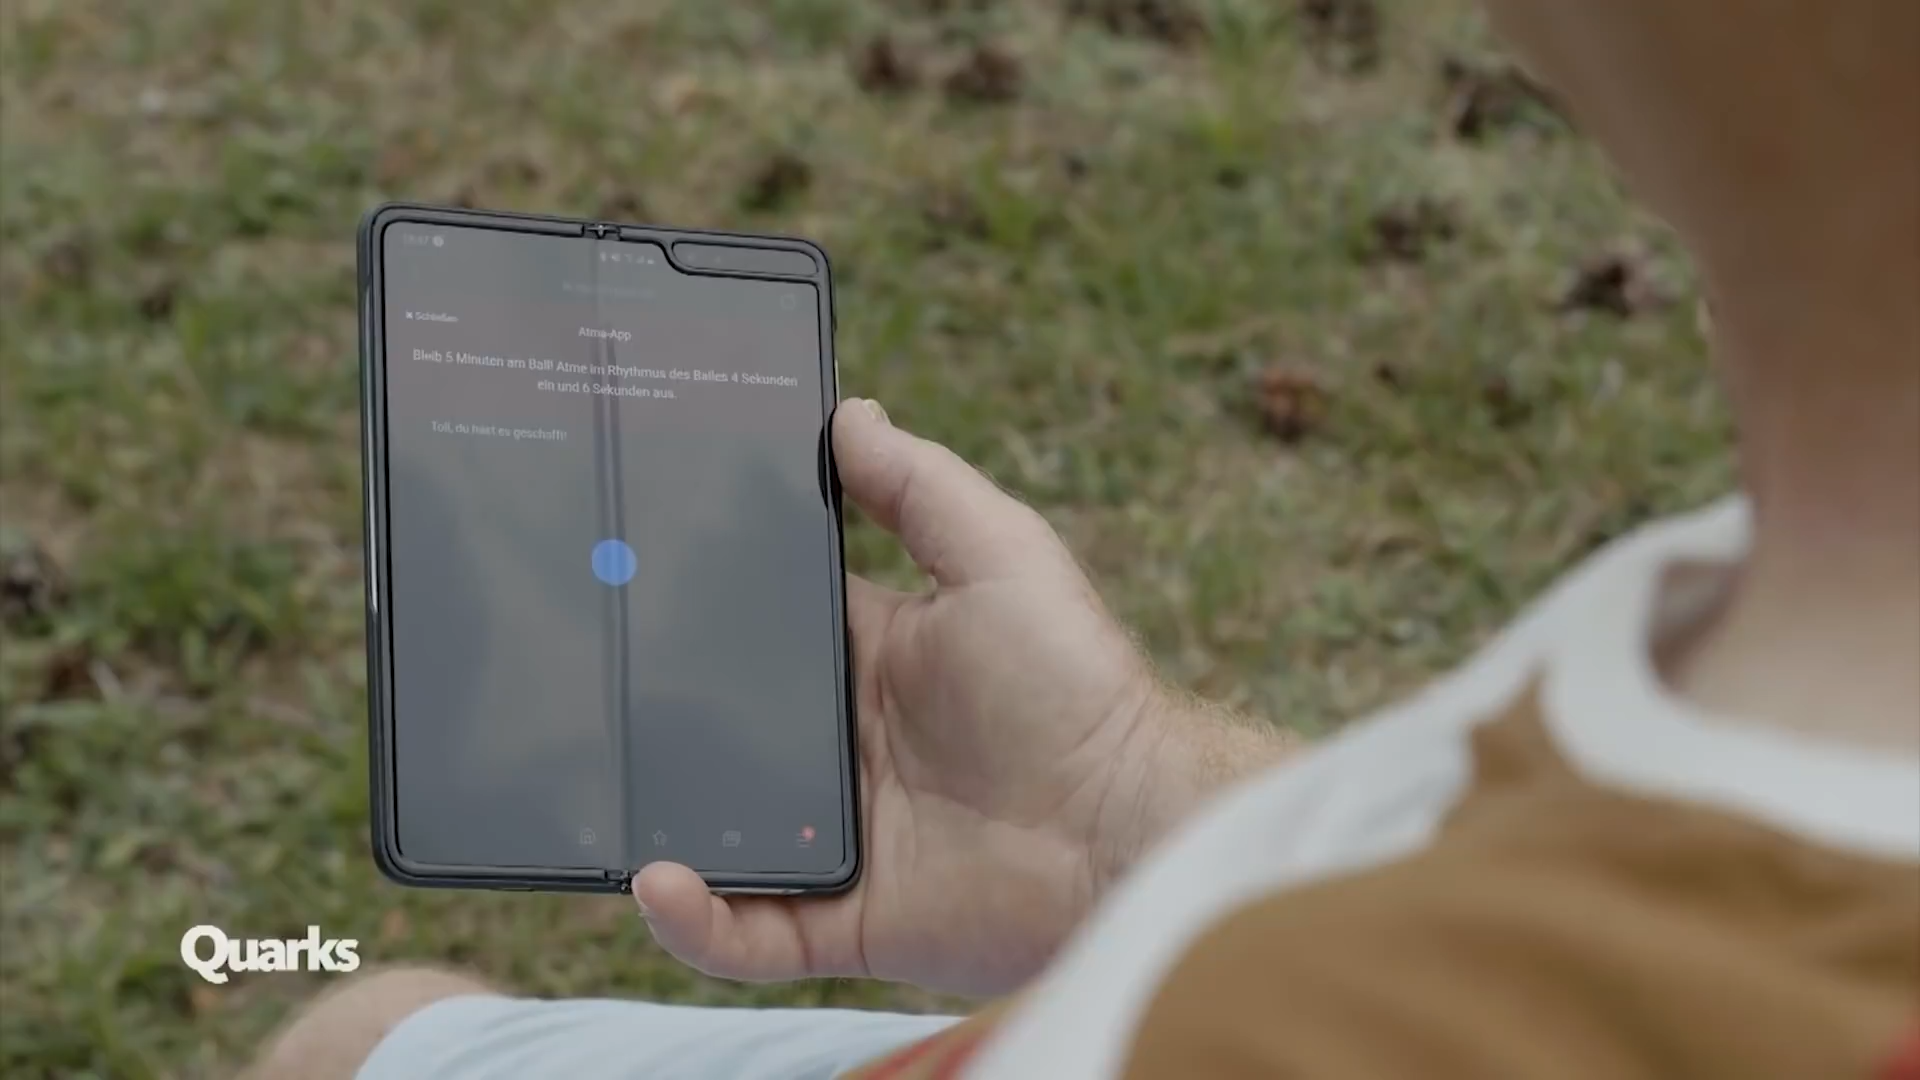 ✖ Schließen
Atma-App
Bleib 5 Minuten am Ball! Atme im Rhythmus des Balles 4 Sekunden
ein und 6 Sekunden aus.
Toll, du hast es geschafft!
Quarks